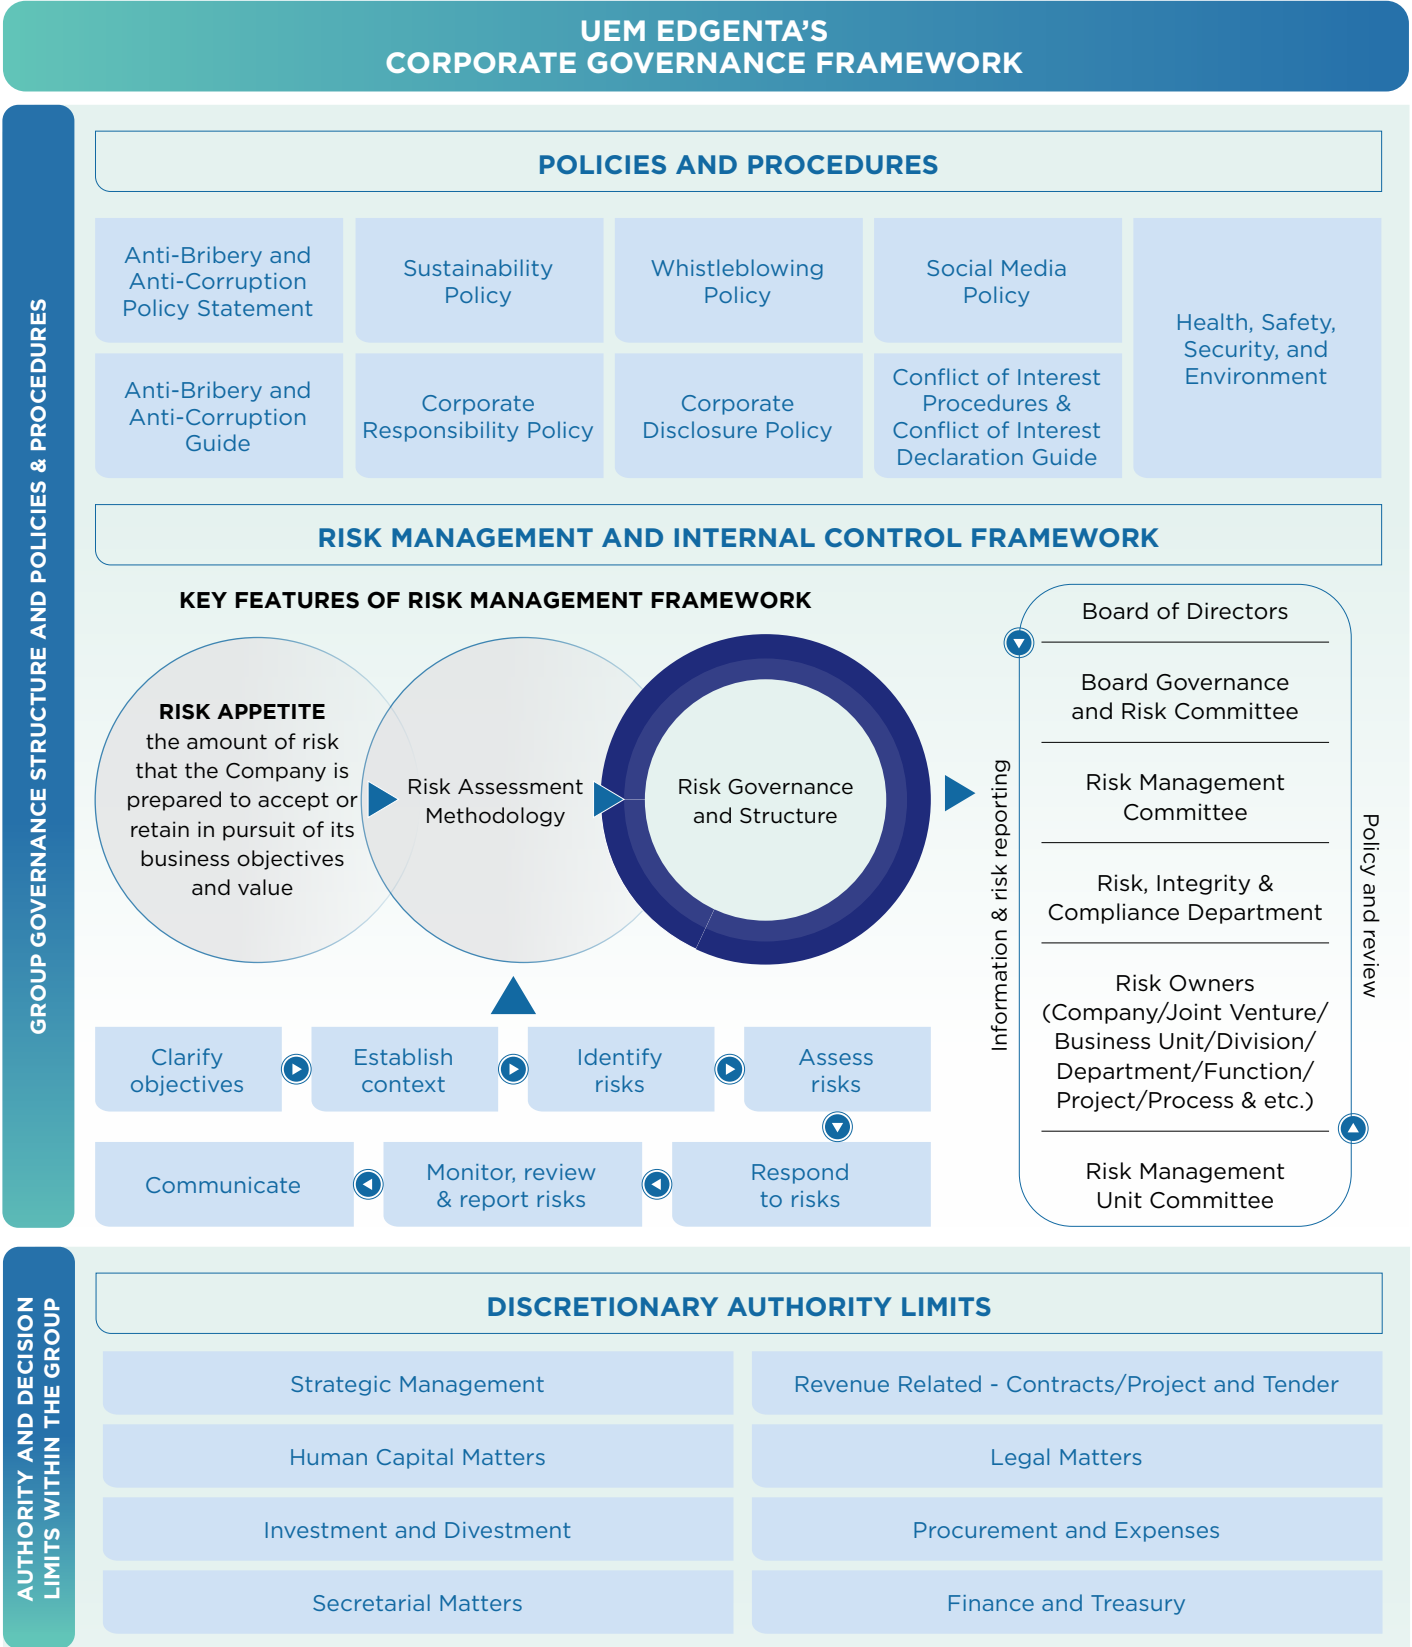 UEM EDGENTA'S
CORPORATE GOVERNANCE FRAMEWORK
GROUP GOVERNANCE STRUCTURE AND POLICIES & PROCEDURES
POLICIES AND PROCEDURES
Anti-Bribery and
Anti-Corruption
Policy Statement
Sustainability
Policy
Whistleblowing
Policy
Social Media
Policy
Health, Safety,
Security, and
Environment
Anti-Bribery and
Anti-Corruption
Guide
Corporate
Responsibility Policy
Corporate
Disclosure Policy
Conflict of Interest
Procedures &
Conflict of Interest
Declaration Guide
RISK MANAGEMENT AND INTERNAL CONTROL FRAMEWORK
KEY FEATURES OF RISK MANAGEMENT FRAMEWORK
RISK APPETITE
the amount of risk
that the Company is
prepared to accept or
retain in pursuit of its
business objectives
and value
Risk Assessment
Methodology
Risk Governance
and Structure
Clarify
objectives
Establish
context
Identify
risks
Assess
risks
Respond
to risks
Monitor, review
& report risks
Communicate
Information & risk reporting
Board of Directors
Board Governance
and Risk Committee
Risk Management
Committee
Risk, Integrity &
Compliance Department
Risk Owners
(Company/Joint Venture/
Business Unit/Division/
Department/Function/
Project/Process & etc.)
Risk Management
Unit Committee
Policy and review
AUTHORITY AND DECISION
LIMITS WITHIN THE GROUP
DISCRETIONARY AUTHORITY LIMITS
Strategic Management
Revenue Related - Contracts/Project and Tender
Human Capital Matters
Legal Matters
Investment and Divestment
Procurement and Expenses
Secretarial Matters
Finance and Treasury